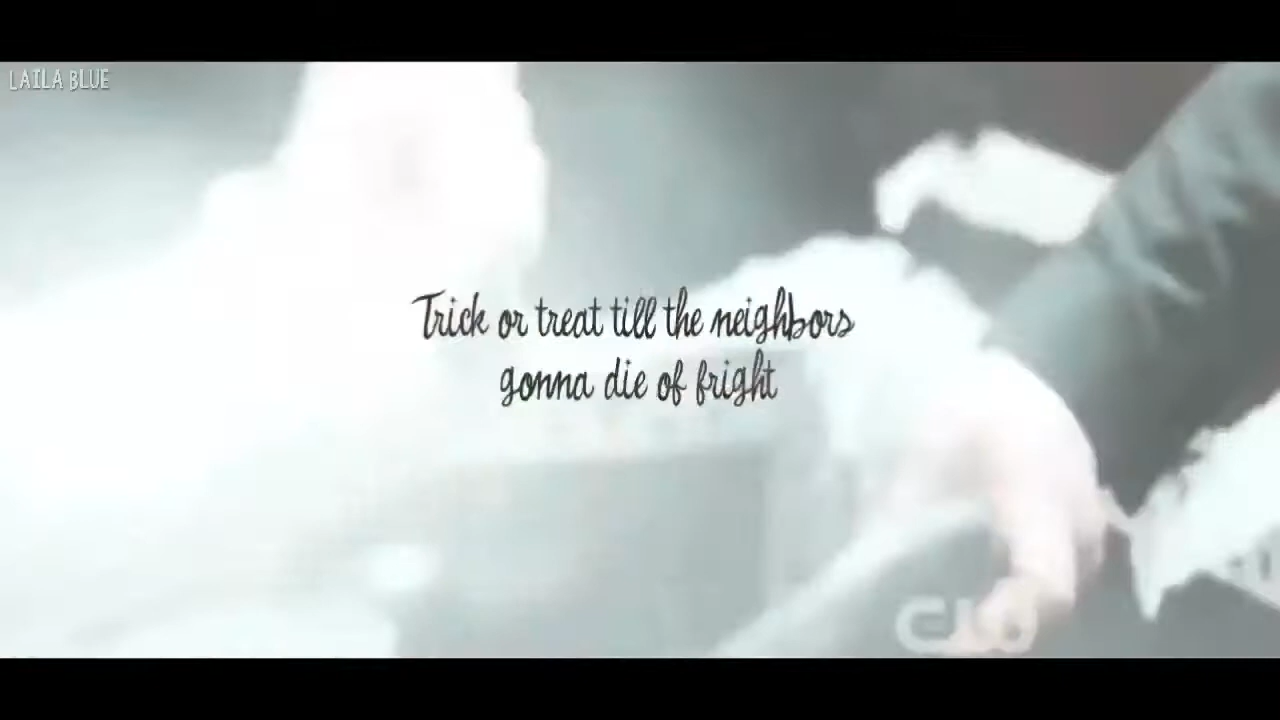 LAILA BLUE
Trick or treat till the neighbors
gonna die of fright
CW